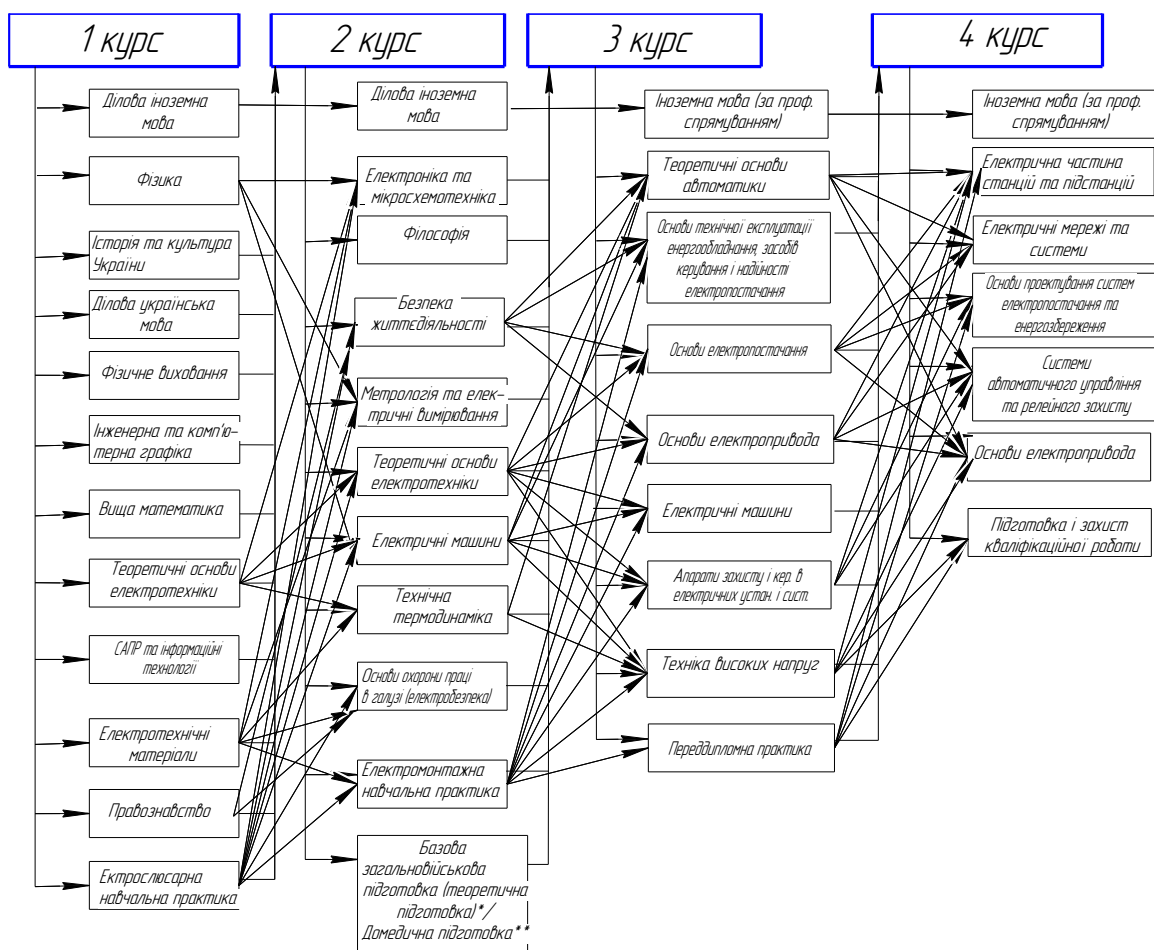 1 курс
2 курс
3 курс
4 курс
Ділова іноземна
мова
Фізика
Історія та культура
України
Ділова українська
мова
Фізичне виховання
Інженерна та комп'ю-
терна графіка
Вища математика
Теоретичні основи
електротехніки
САПР та інформаційні
технології
Електротехнічні
матеріали
Правознавство
Ектрослюсарна
навчальна практика
Ділова іноземна
мова
Електроніка та
мікросхемотехніка
Філософія
Безпека
життєдіяльності
Метрологія та елек-
тричні вимірювання
Теоретичні основи
електротехніки
Електричні машини
Технічна
термодинаміка
Основи охорони праці
в галузі (електробезпека)
Електромонтажна
навчальна практика
Базова
загальновійськова
підготовка (теоретична
підготовка)*/
Домедична підготовка**
Іноземна мова (за проф.
спрямуванням)
Теоретичні основи
автоматики
Основи технічної експлуатації
енергообладнання, засобів
керування і надійності
електропостачання
Основи електропостачання
Основи електропривода
Електричні машини
Апарати захисту і кер. в
електричних устан. і сист.
Техніка високих напруг
Переддипломна практика
Іноземна мова (за проф.
спрямуванням)
Електрична частина
станцій та підстанцій
Електричні мережі та
системи
Основи проектування систем
електропостачання та
енергозбереження
Системи
автоматичного управління
та релейного захисту
Основи електропривода
Підготовка і захист
кваліфікаційної роботи